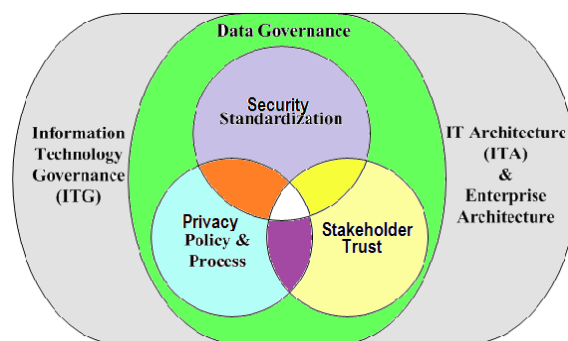 Data Governance
Security
Standardization
Information
Technology
Governance
(ITG)
IT Architecture
(ITA)
&
Enterprise
Architecture
Privacy
Policy &
Process
Stakeholder
Trust